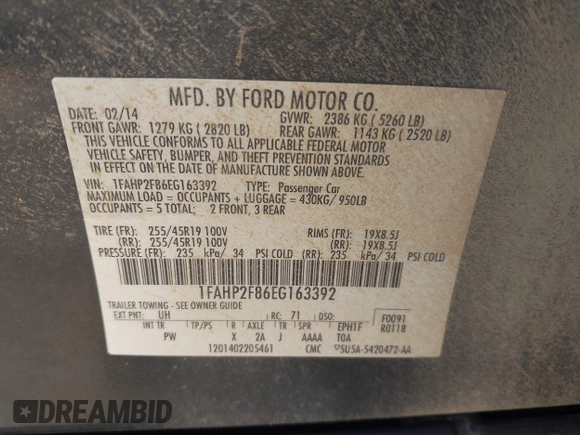 MFD. BY FORD MOTOR CO.
DATE: 02/14 GVWR: 2386 KG ( 5260 LB)
FRONT GAWR: 1279 KG ( 2820 LB) REAR GAWR: 1143 KG ( 2520 LB)
THIS VEHICLE CONFORMS TO ALL APPLICABLE FEDERAL MOTOR
VEHICLE SAFETY, BUMPER, AND THEFT PREVENTION STANDARDS
IN EFFECT ON THE DATE OF MANUFACTURE SHOWN ABOVE.
VIN: 1FAHP2F86EG163392 TYPE: Passenger Car
MAXIMUM LOAD = OCCUPANTS + LUGGAGE = 430KG/ 950LB
OCCUPANTS = 5 TOTAL; 2 FRONT, 3 REAR
TIRE (FR): 255/45R19 100V RIMS (FR): 19X8.5J
(RR): 255/45R19 100V (RR): 19X8.5J
PRESSURE (FR): 235 kPa/ 34 PSI COLD (RR): 235 kPa/ 34 PSI COLD
1FAHP2F86EG163392
TRAILER TOWING - SEE OWNER GUIDE
EXT PNT: UH RC: 71 DSO: F0091
R0118
INT TR TP/PS R AXLE TR SPR EPH1F
PW X 2A J AAAA TOA
1201402205461 CMC 5U5A-5420472-AA
DREAMBID